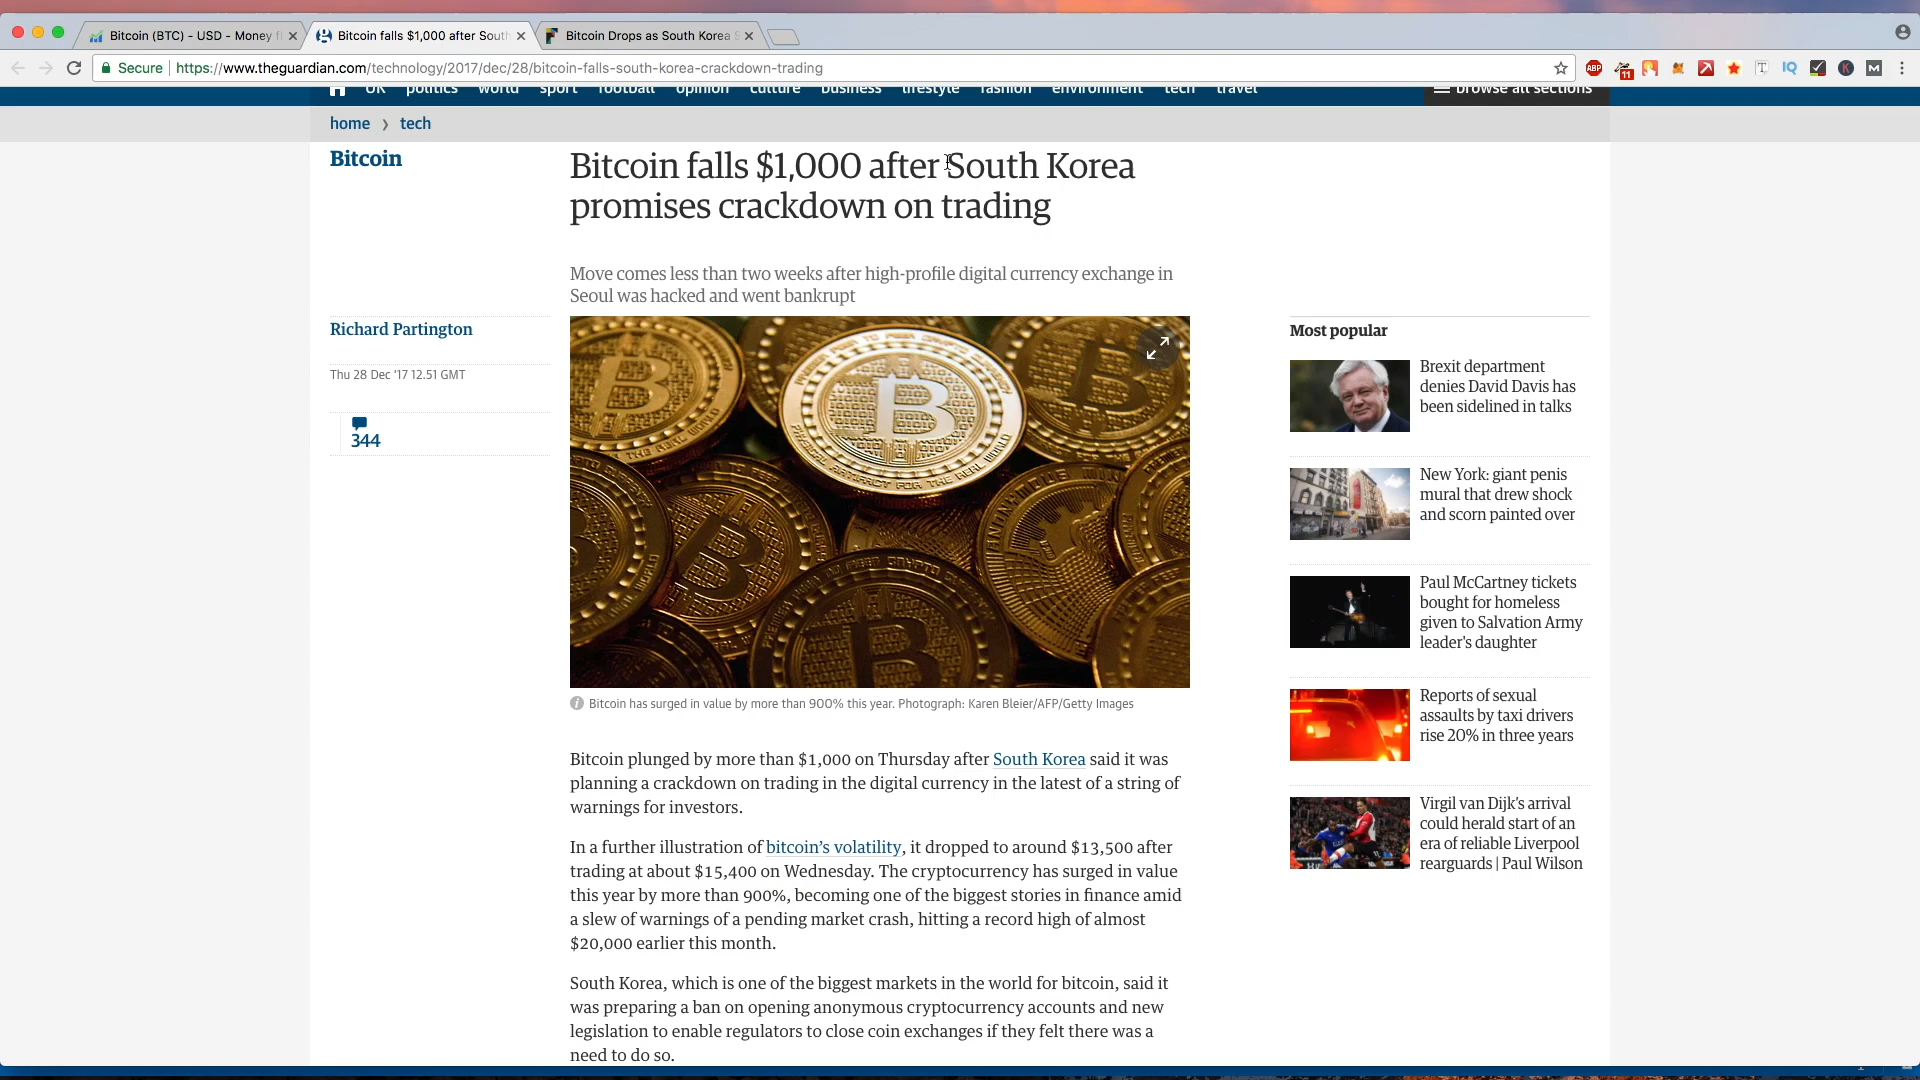 Bitcoin (BTC) - USD - Money f
Bitcoin falls $1,000 after South
Bitcoin Drops as South Korea S
Secure https://www.theguardian.com/technology/2017/dec/28/bitcoin-falls-south-korea-crackdown-trading
ABP
11
T
IQ
K
M
UK politics world sport football opinion culture business lifestyle fashion environment tech travel browse all sections
home › tech
Bitcoin
Bitcoin falls $1,000 after South Korea
promises crackdown on trading
Move comes less than two weeks after high-profile digital currency exchange in
Seoul was hacked and went bankrupt
Richard Partington
Thu 28 Dec '17 12.51 GMT
344
Bitcoin has surged in value by more than 900% this year. Photograph: Karen Bleier/AFP/Getty Images
Bitcoin plunged by more than $1,000 on Thursday after South Korea said it was
planning a crackdown on trading in the digital currency in the latest of a string of
warnings for investors.
In a further illustration of bitcoin’s volatility, it dropped to around $13,500 after
trading at about $15,400 on Wednesday. The cryptocurrency has surged in value
this year by more than 900%, becoming one of the biggest stories in finance amid
a slew of warnings of a pending market crash, hitting a record high of almost
$20,000 earlier this month.
South Korea, which is one of the biggest markets in the world for bitcoin, said it
was preparing a ban on opening anonymous cryptocurrency accounts and new
legislation to enable regulators to close coin exchanges if they felt there was a
need to do so.
Most popular
Brexit department
denies David Davis has
been sidelined in talks
New York: giant penis
mural that drew shock
and scorn painted over
Paul McCartney tickets
bought for homeless
given to Salvation Army
leader's daughter
Reports of sexual
assaults by taxi drivers
rise 20% in three years
Virgil van Dijk’s arrival
could herald start of an
era of reliable Liverpool
rearguards | Paul Wilson